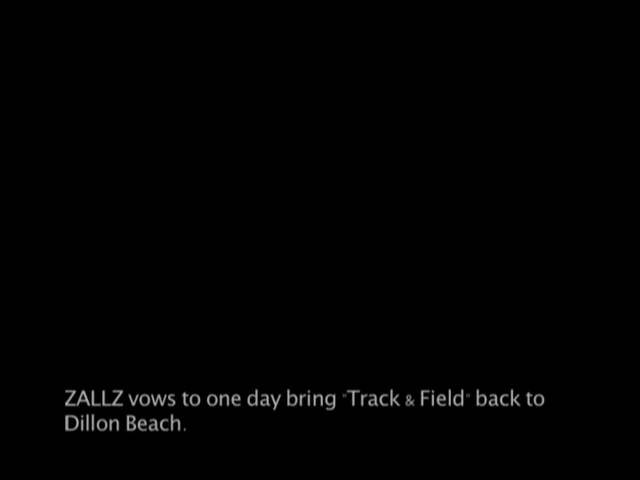 ZALLZ vows to one day bring "Track & Field" back to
Dillon Beach.